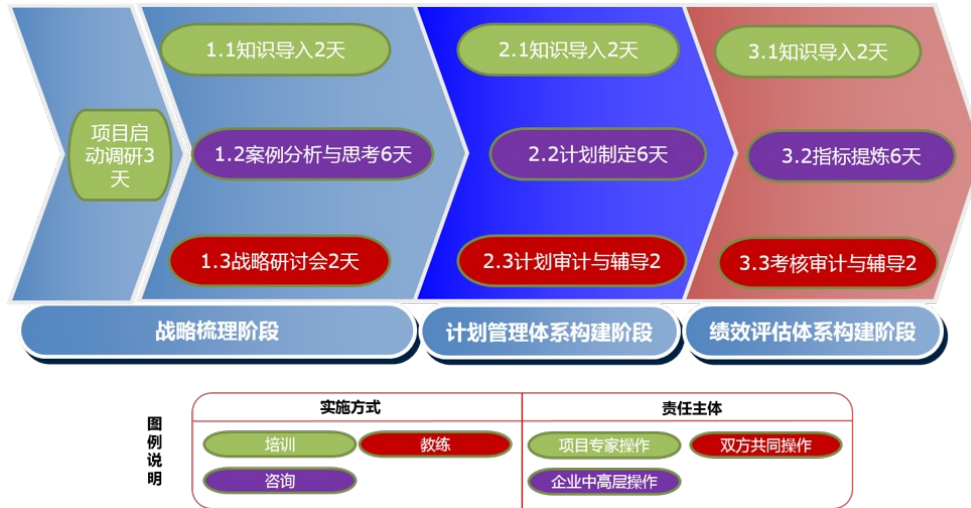 1.1知识导入2天
2.1知识导入2天
3.1知识导入2天
项目启
动调研3
天
1.2案例分析与思考6天
2.2计划制定6天
3.2指标提炼6天
1.3战略研讨会2天
2.3计划审计与辅导2
3.3考核审计与辅导2
战略梳理阶段
计划管理体系构建阶段
绩效评估体系构建阶段
图
例
说
明
实施方式
责任主体
培训
教练
项目专家操作
双方共同操作
咨询
企业中高层操作